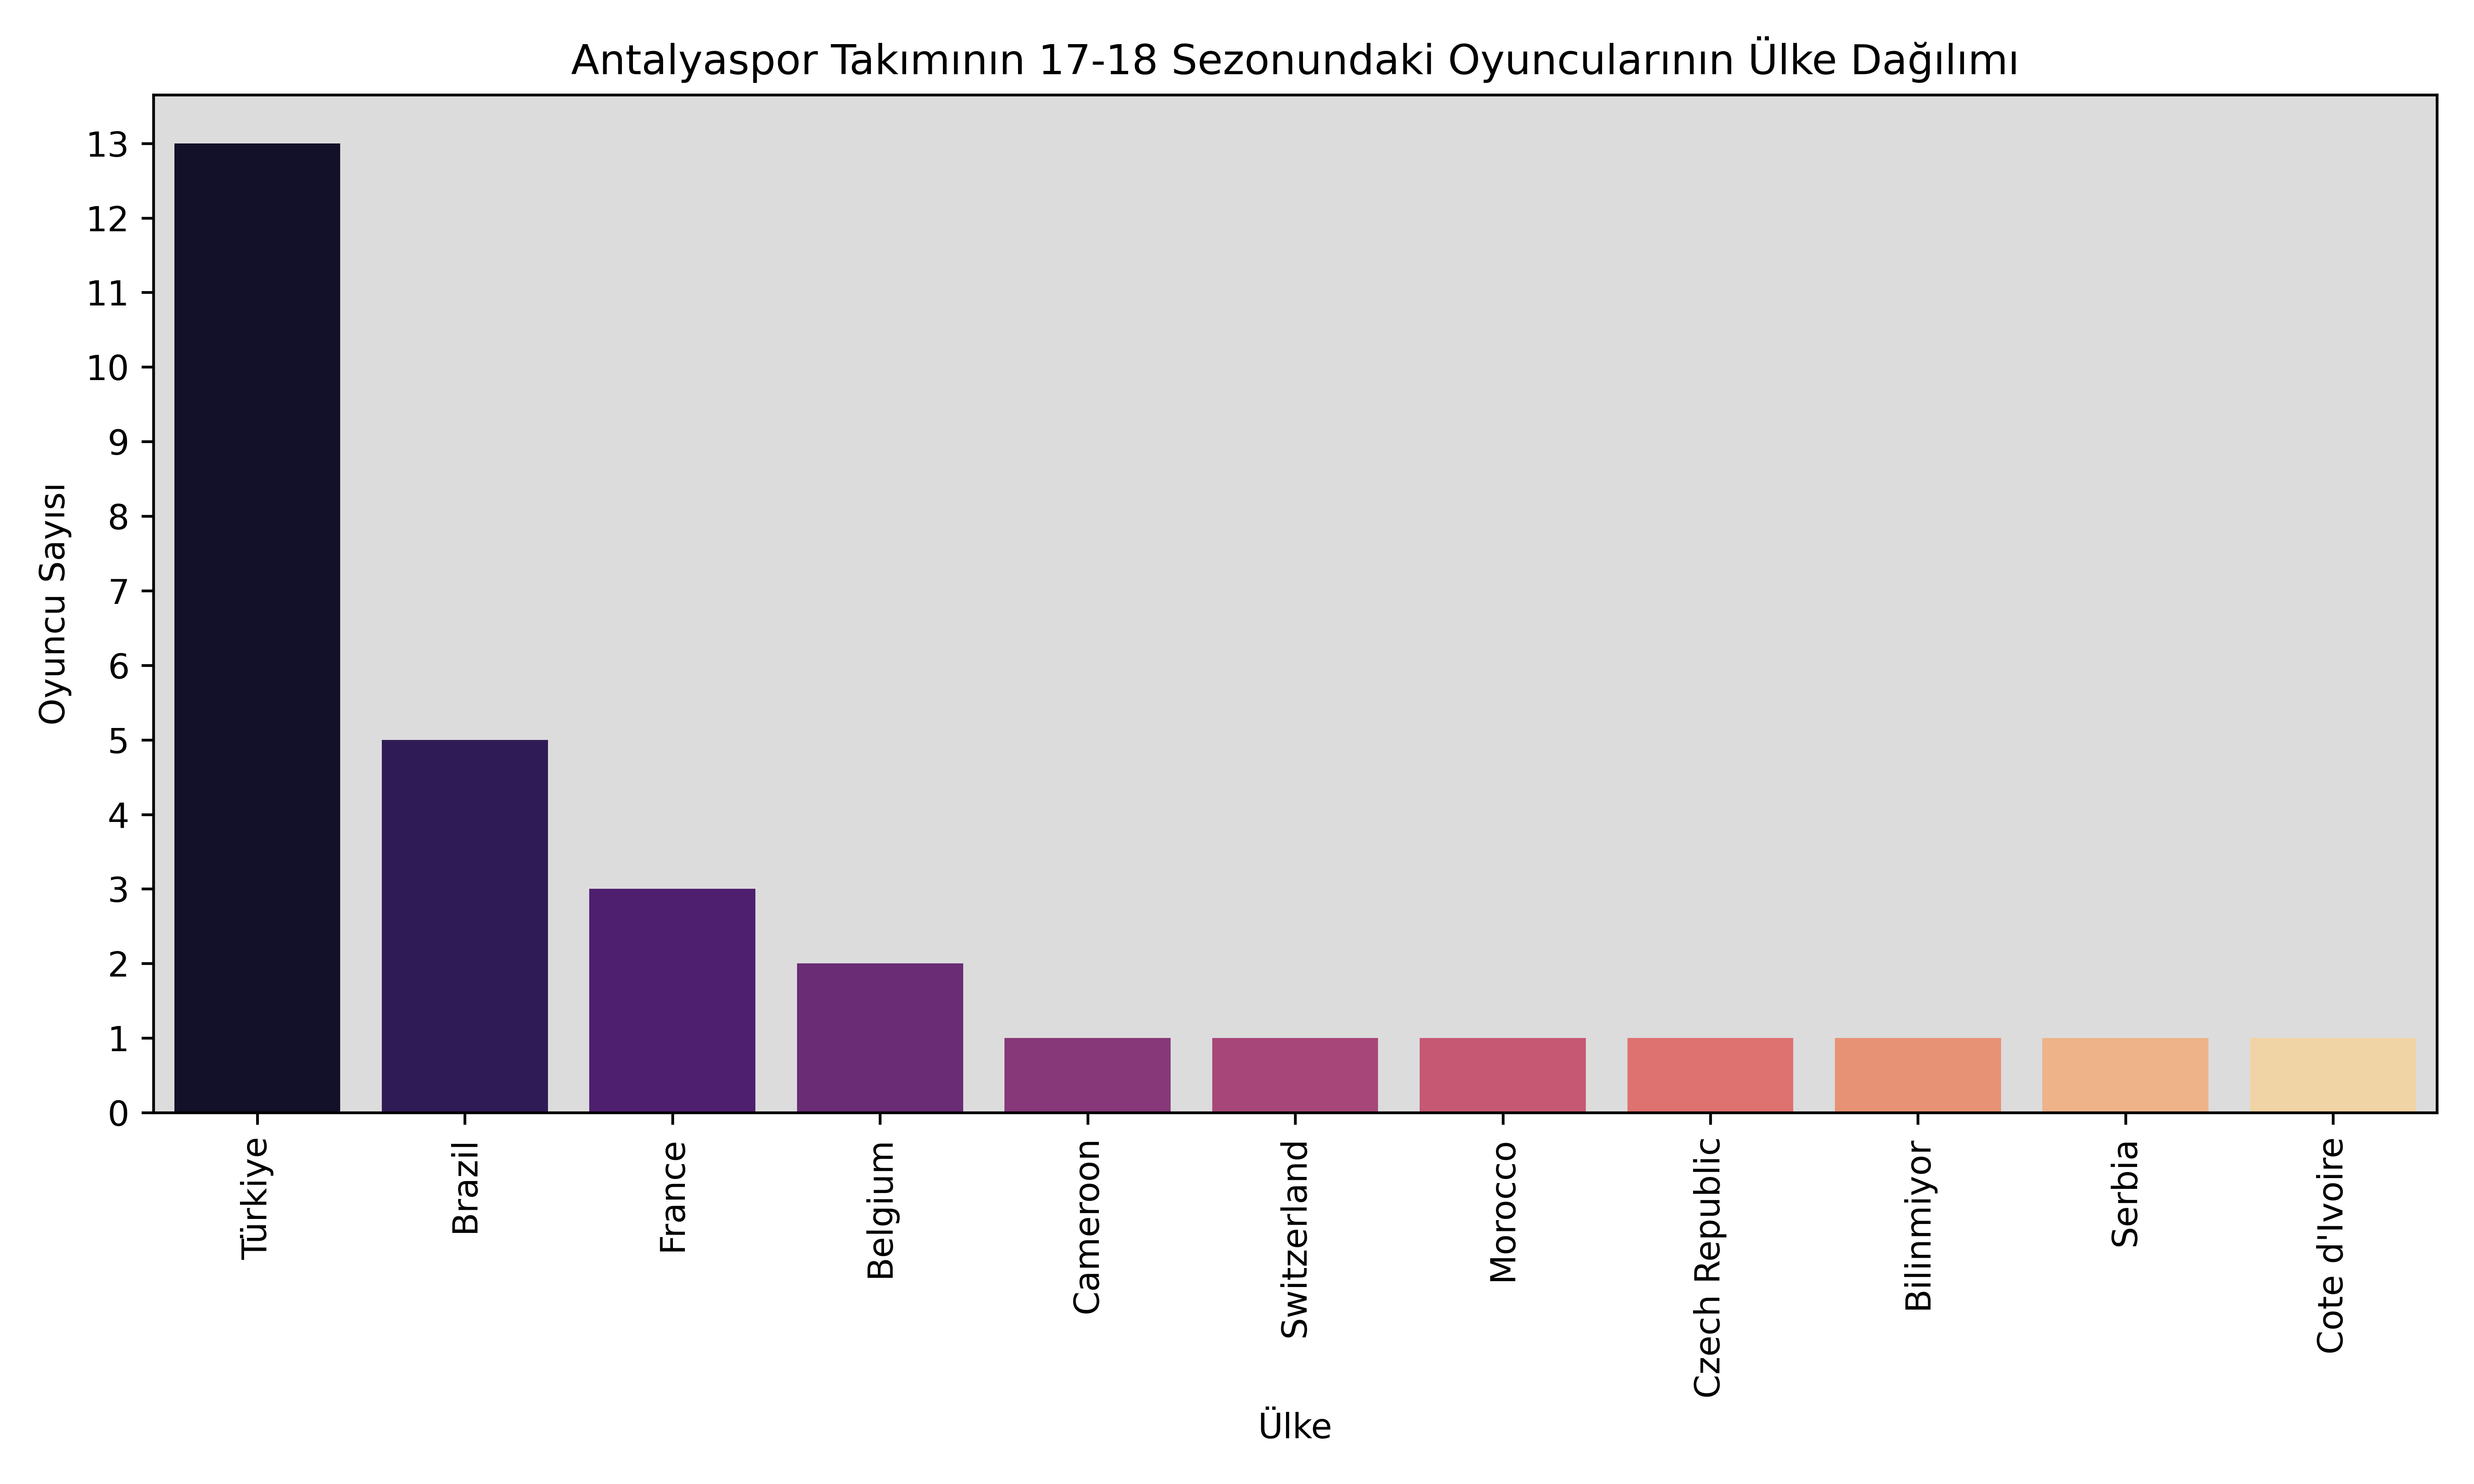 Antalyaspor Takımının 17-18 Sezonundaki Oyuncularının Ülke Dağılımı
Oyuncu Sayısı
13
12
11
10
9
8
7
6
5
4
3
2
1
0
Türkiye
Brazil
France
Belgium
Cameroon
Switzerland
Morocco
Czech Republic
Bilinmiyor
Serbia
Cote d'Ivoire
Ülke